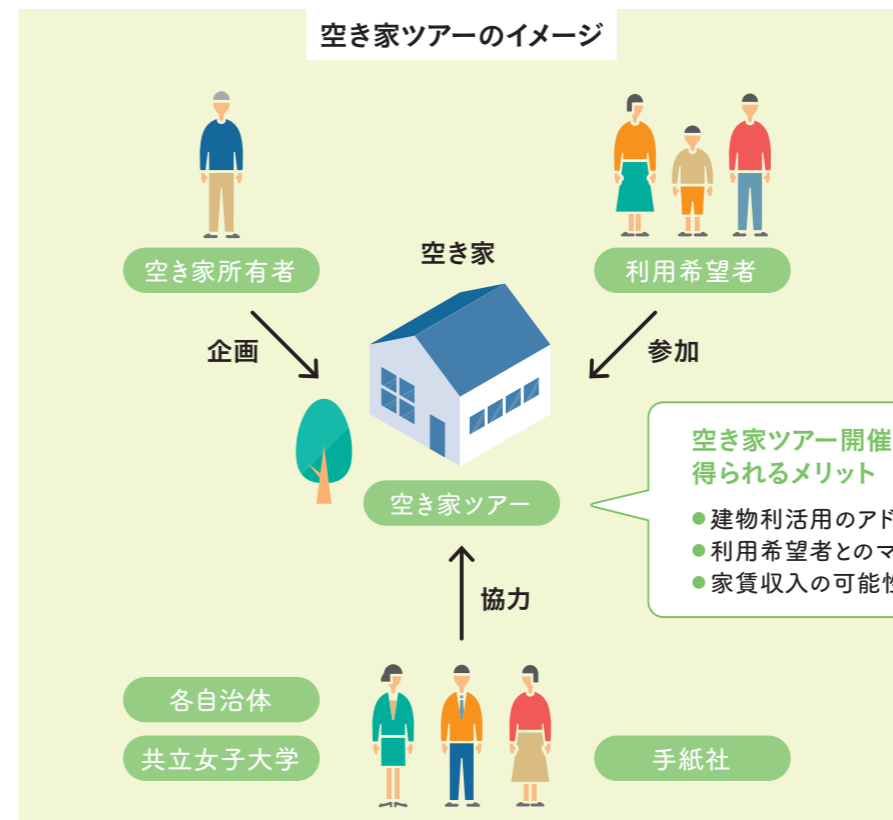 空き家ツアーのイメージ
空き家所有者
空き家
利用希望者
企画
参加
空き家ツアー
空き家ツアー開催
得られるメリット
●建物利活用のアド
●利用希望者とのマ
●家賃収入の可能性
協力
各自治体
共立女子大学
手紙社